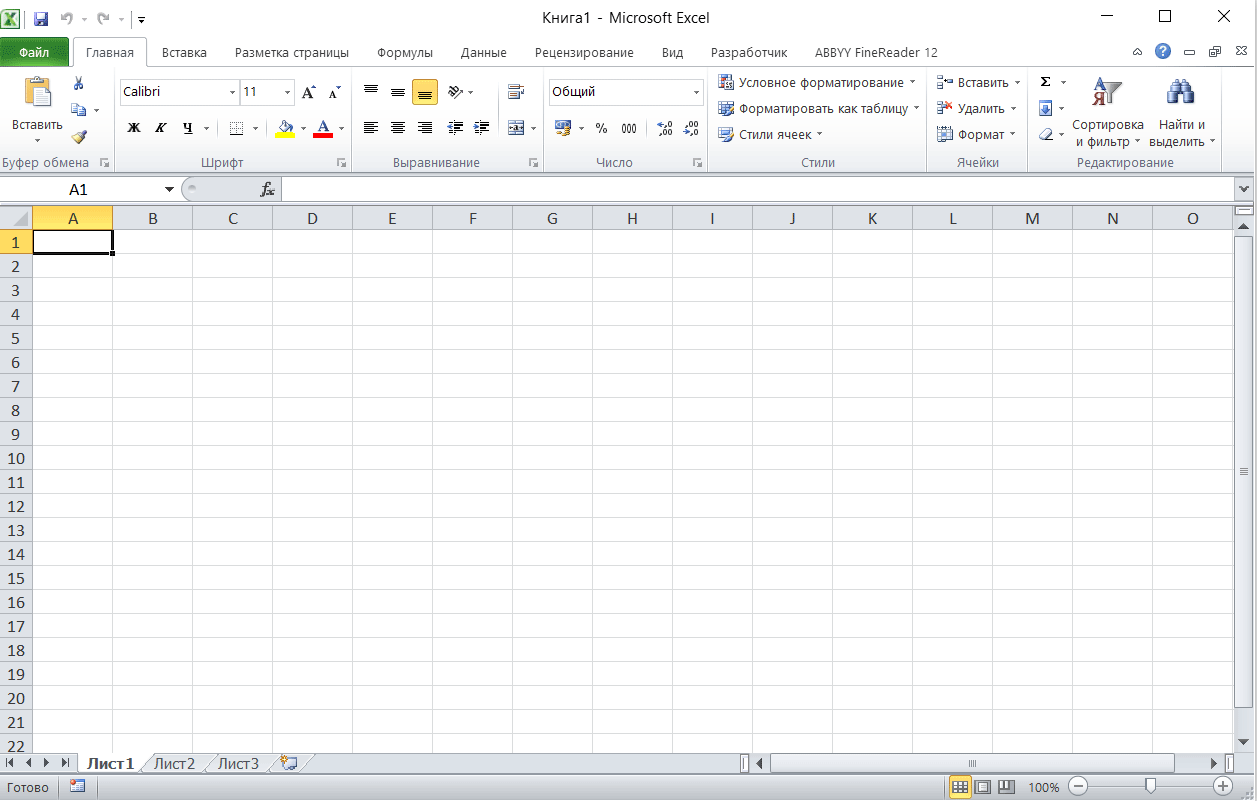 Книга1 - Microsoft Excel
Файл Главная Вставка Разметка страницы Формулы Данные Рецензирование Вид Разработчик ABBYY FineReader 12
Calibri 11 Общий Условное форматирование Вставить
Форматировать как таблицу Удалить
Вставить Ж К Ч % 000 Стили ячеек Формат Сортировка и фильтр Найти и выделить
Буфер обмена Шрифт Выравнивание Число Стили Ячейки Редактирование
A1 fx
A B C D E F G H I J K L M N O
1
2
3
4
5
6
7
8
9
10
11
12
13
14
15
16
17
18
19
20
21
22
Лист1 Лист2 Лист3
Готово 100%